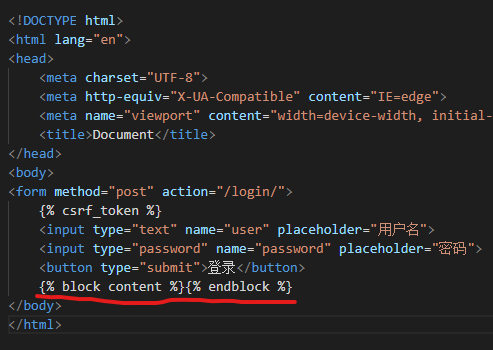 <!DOCTYPE html>
<html lang="en">
<head>
<meta charset="UTF-8">
<meta http-equiv="X-UA-Compatible" content="IE=edge">
<meta name="viewport" content="width=device-width, initial-
<title>Document</title>
</head>
<body>
<form method="post" action="/login/">
{% csrf_token %}
<input type="text" name="user" placeholder="用户名">
<input type="password" name="password" placeholder="密码">
<button type="submit">登录</button>
{% block content %}{% endblock %}
</body>
</html>